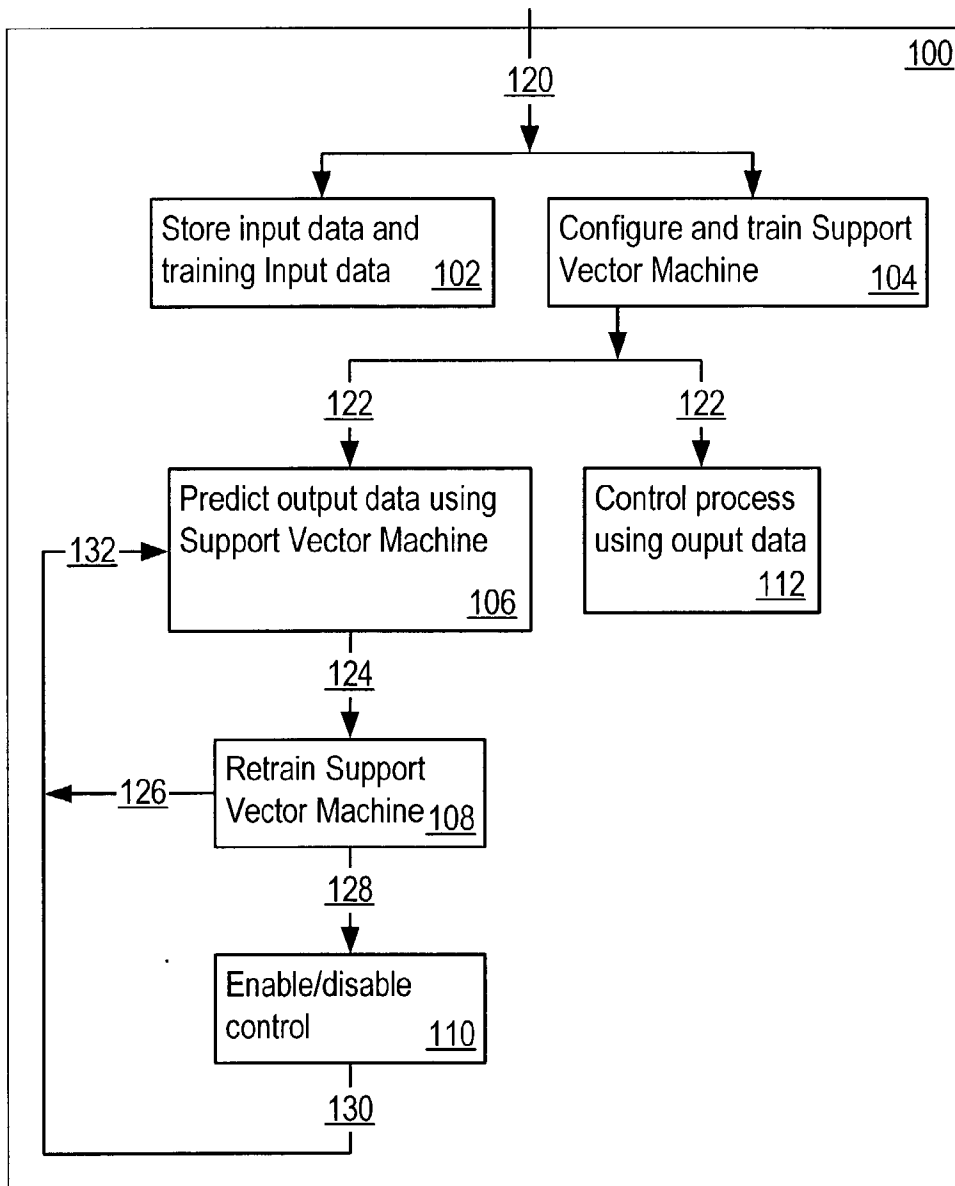 100
120
Store input data and
training Input data 102
Configure and train Support
Vector Machine 104
122
122
Predict output data using
Support Vector Machine
106
Control process
using ouput data
112
132
124
Retrain Support
Vector Machine 108
126
128
Enable/disable
control 110
130